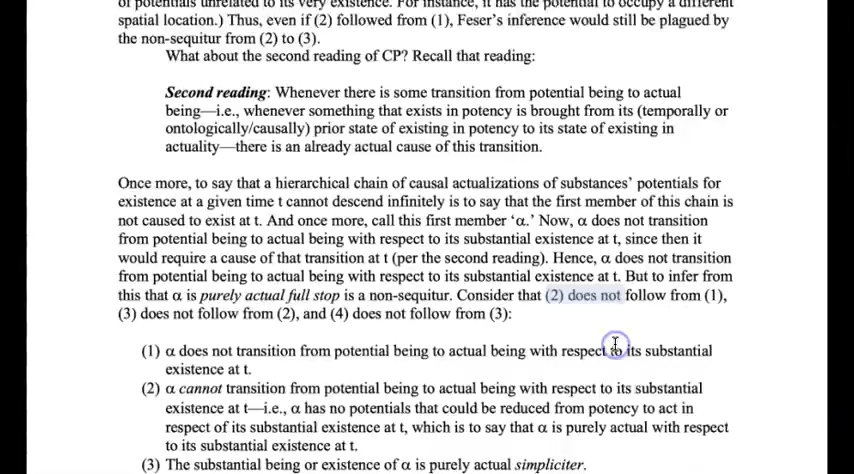 of potentials unrelated to its very existence. For instance, it has the potential to occupy a different
spatial location.) Thus, even if (2) followed from (1), Feser's inference would still be plagued by
the non-sequitur from (2) to (3).
What about the second reading of CP? Recall that reading:
Second reading: Whenever there is some transition from potential being to actual
being—i.e., whenever something that exists in potency is brought from its (temporally or
ontologically/causally) prior state of existing in potency to its state of existing in
actuality—there is an already actual cause of this transition.
Once more, to say that a hierarchical chain of causal actualizations of substances' potentials for
existence at a given time t cannot descend infinitely is to say that the first member of this chain is
not caused to exist at t. And once more, call this first member 'α.' Now, α does not transition
from potential being to actual being with respect to its substantial existence at t, since then it
would require a cause of that transition at t (per the second reading). Hence, α does not transition
from potential being to actual being with respect to its substantial existence at t. But to infer from
this that α is purely actual full stop is a non-sequitur. Consider that (2) does not follow from (1),
(3) does not follow from (2), and (4) does not follow from (3):
(1) α does not transition from potential being to actual being with respect to its substantial
existence at t.
(2) α cannot transition from potential being to actual being with respect to its substantial
existence at t—i.e., α has no potentials that could be reduced from potency to act in
respect of its substantial existence at t, which is to say that α is purely actual with respect
to its substantial existence at t.
(3) The substantial being or existence of α is purely actual simpliciter.